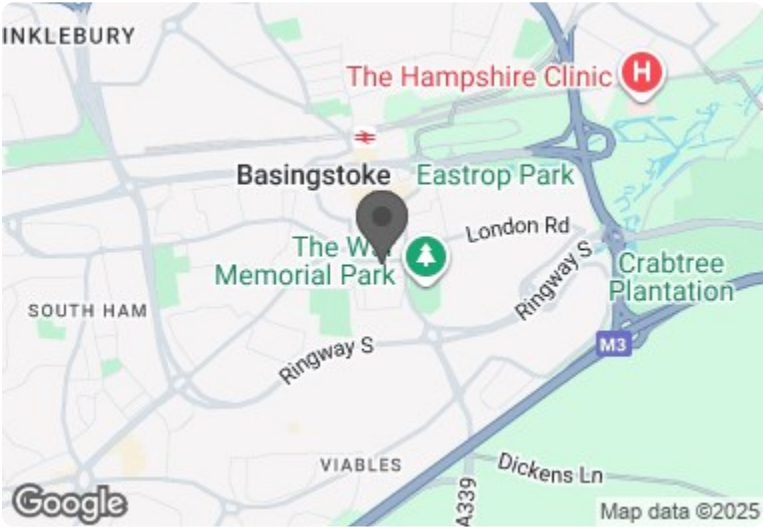 INKLEBURY
The Hampshire Clinic
H
Basingstoke
Eastrop Park
London Rd
The War
Memorial Park
Ringway S
Crabtree
Plantation
SOUTH HAM
M3
Ringway S
VIABLES
Dickens Ln
A339
Google
Map data ©2025